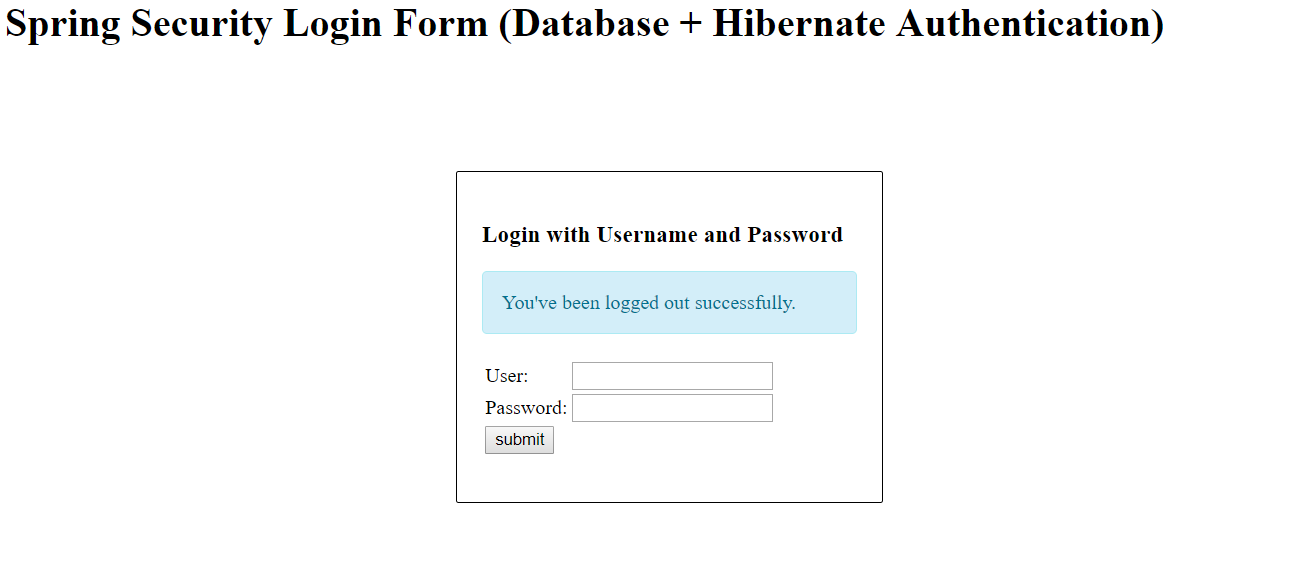 Spring Security Login Form (Database + Hibernate Authentication)
Login with Username and Password
You've been logged out successfully.
User:
Password:
submit